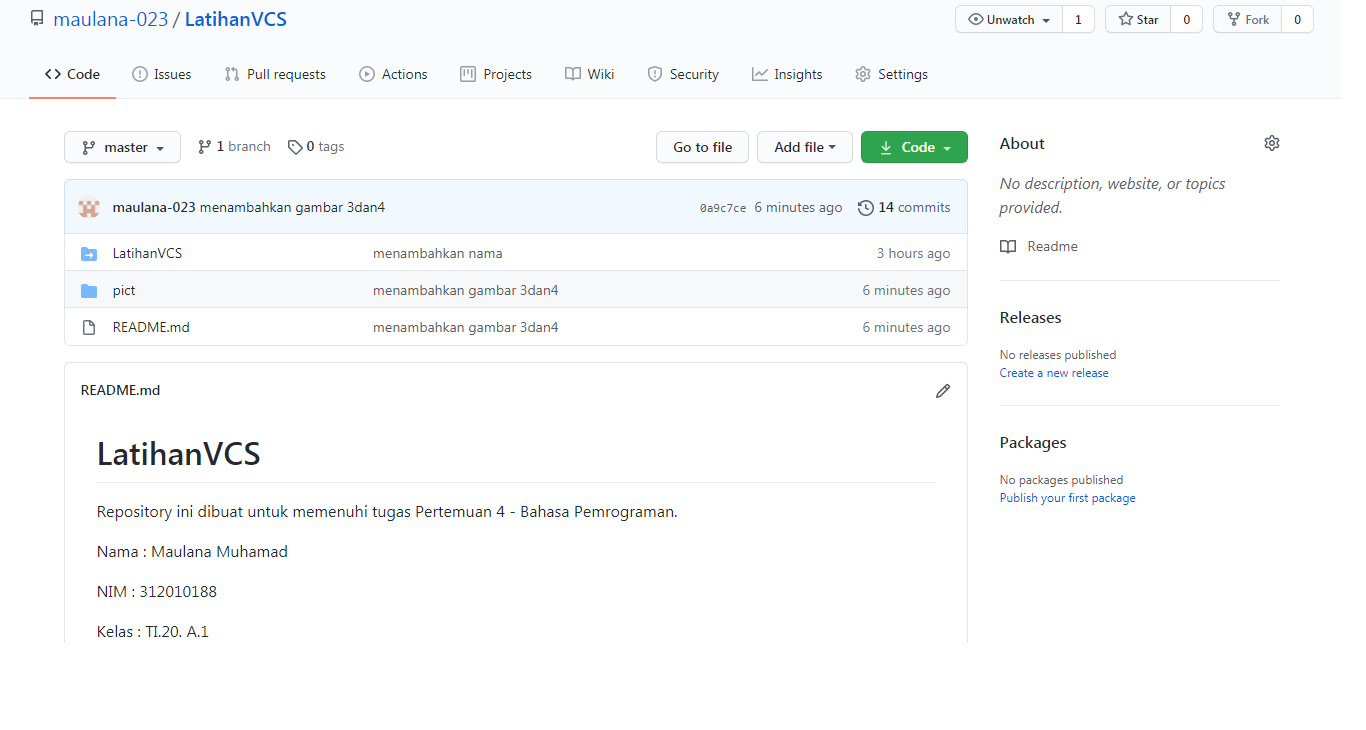 maulana-023 / LatihanVCS
Unwatch 1 Star 0 Fork 0
Code Issues Pull requests Actions Projects Wiki Security Insights Settings
master 1 branch 0 tags Go to file Add file Code
maulana-023 menambahkan gambar 3dan4 0a9c7ce 6 minutes ago 14 commits
LatihanVCS menambahkan nama 3 hours ago
pict menambahkan gambar 3dan4 6 minutes ago
README.md menambahkan gambar 3dan4 6 minutes ago
README.md
LatihanVCS
Repository ini dibuat untuk memenuhi tugas Pertemuan 4 - Bahasa Pemrograman.
Nama : Maulana Muhamad
NIM : 312010188
Kelas : TI.20. A.1
About
No description, website, or topics
provided.
Readme
Releases
No releases published
Create a new release
Packages
No packages published
Publish your first package